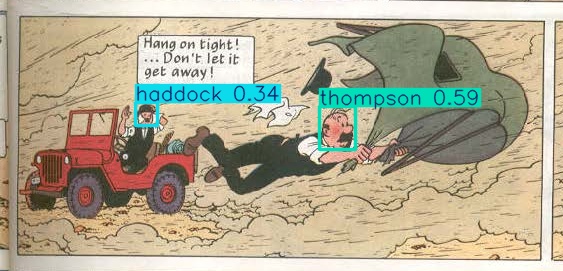 Hang on tight!
... Don't let it
get away!
haddock 0.34
thompson 0.59